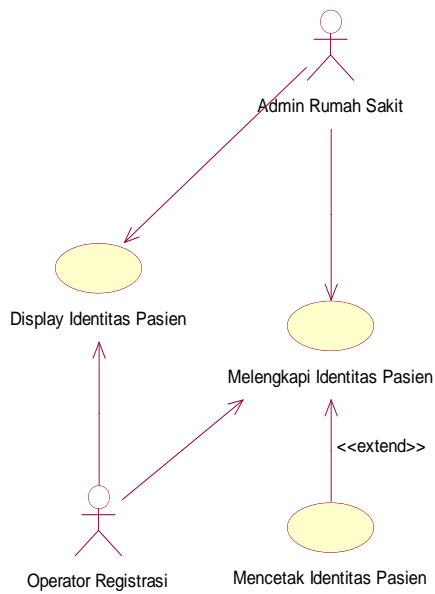 Admin Rumah Sakit
Display Identitas Pasien
Melengkapi Identitas Pasien
<<extend>>
Operator Registrasi
Mencetak Identitas Pasien